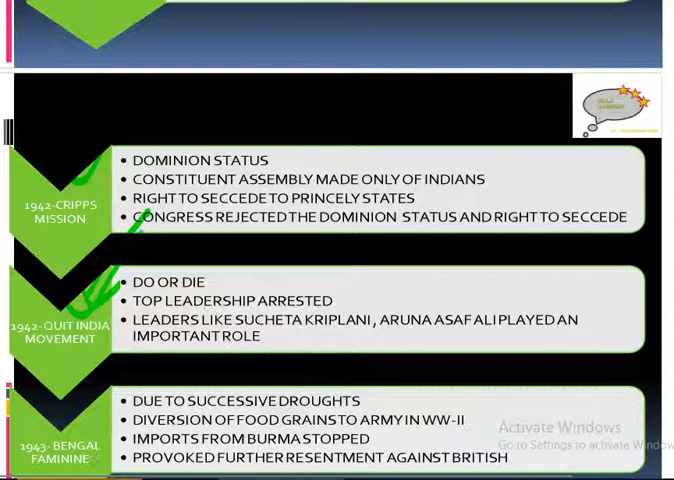 1942-CRIPPS
MISSION
• DOMINION STATUS
• CONSTITUENT ASSEMBLY MADE ONLY OF INDIANS
• RIGHT TO SECCEDE TO PRINCELY STATES
• CONGRESS REJECTED THE DOMINION STATUS AND RIGHT TO SECCEDE
1942-QUIT INDIA
MOVEMENT
• DO OR DIE
• TOP LEADERSHIP ARRESTED
• LEADERS LIKE SUCHETA KRIPLANI, ARUNA ASAF ALI PLAYED AN
IMPORTANT ROLE
1943- BENGAL
FAMININE
• DUE TO SUCCESSIVE DROUGHTS
• DIVERSION OF FOOD GRAINS TO ARMY IN WW-II
• IMPORTS FROM BURMA STOPPED
• PROVOKED FURTHER RESENTMENT AGAINST BRITISH
Activate Windows
Go to Settings to activate Window